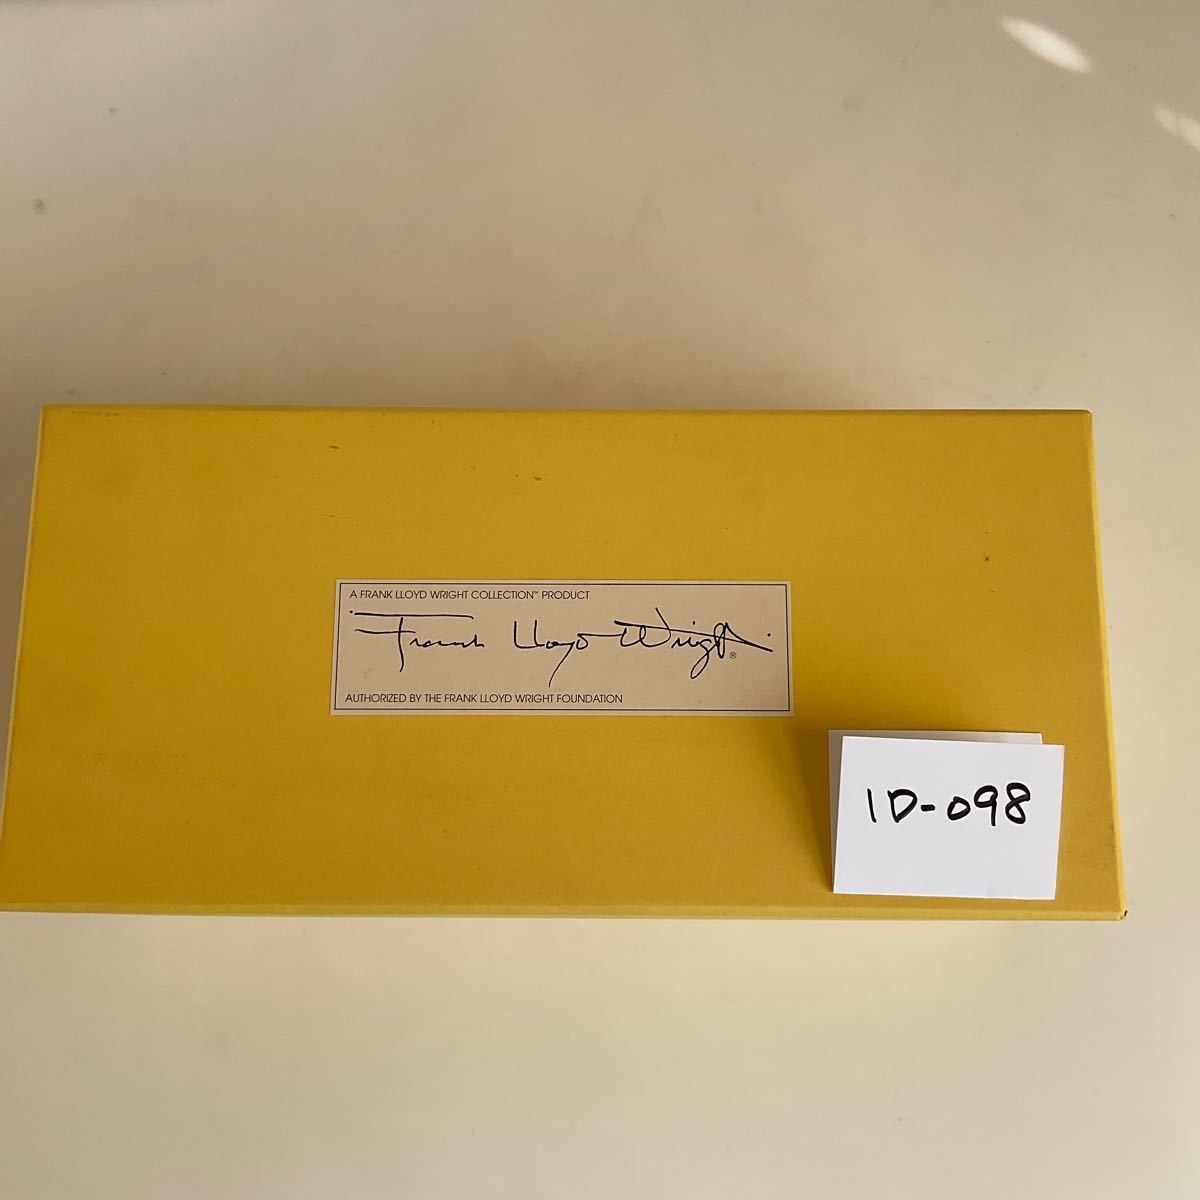 A FRANK LLOYD WRIGHT COLLECTION™ PRODUCT
Frank Lloyd Wright ®
AUTHORIZED BY THE FRANK LLOYD WRIGHT FOUNDATION
ID-098